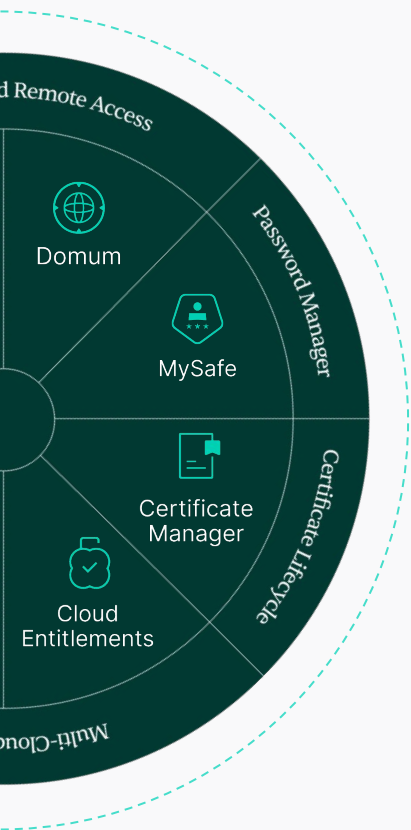 Remote Access
Domum
Password Manager
MySafe
Certificate
Manager
Certificate Lifecycle
Cloud
Entitlements
Multi-Cloud